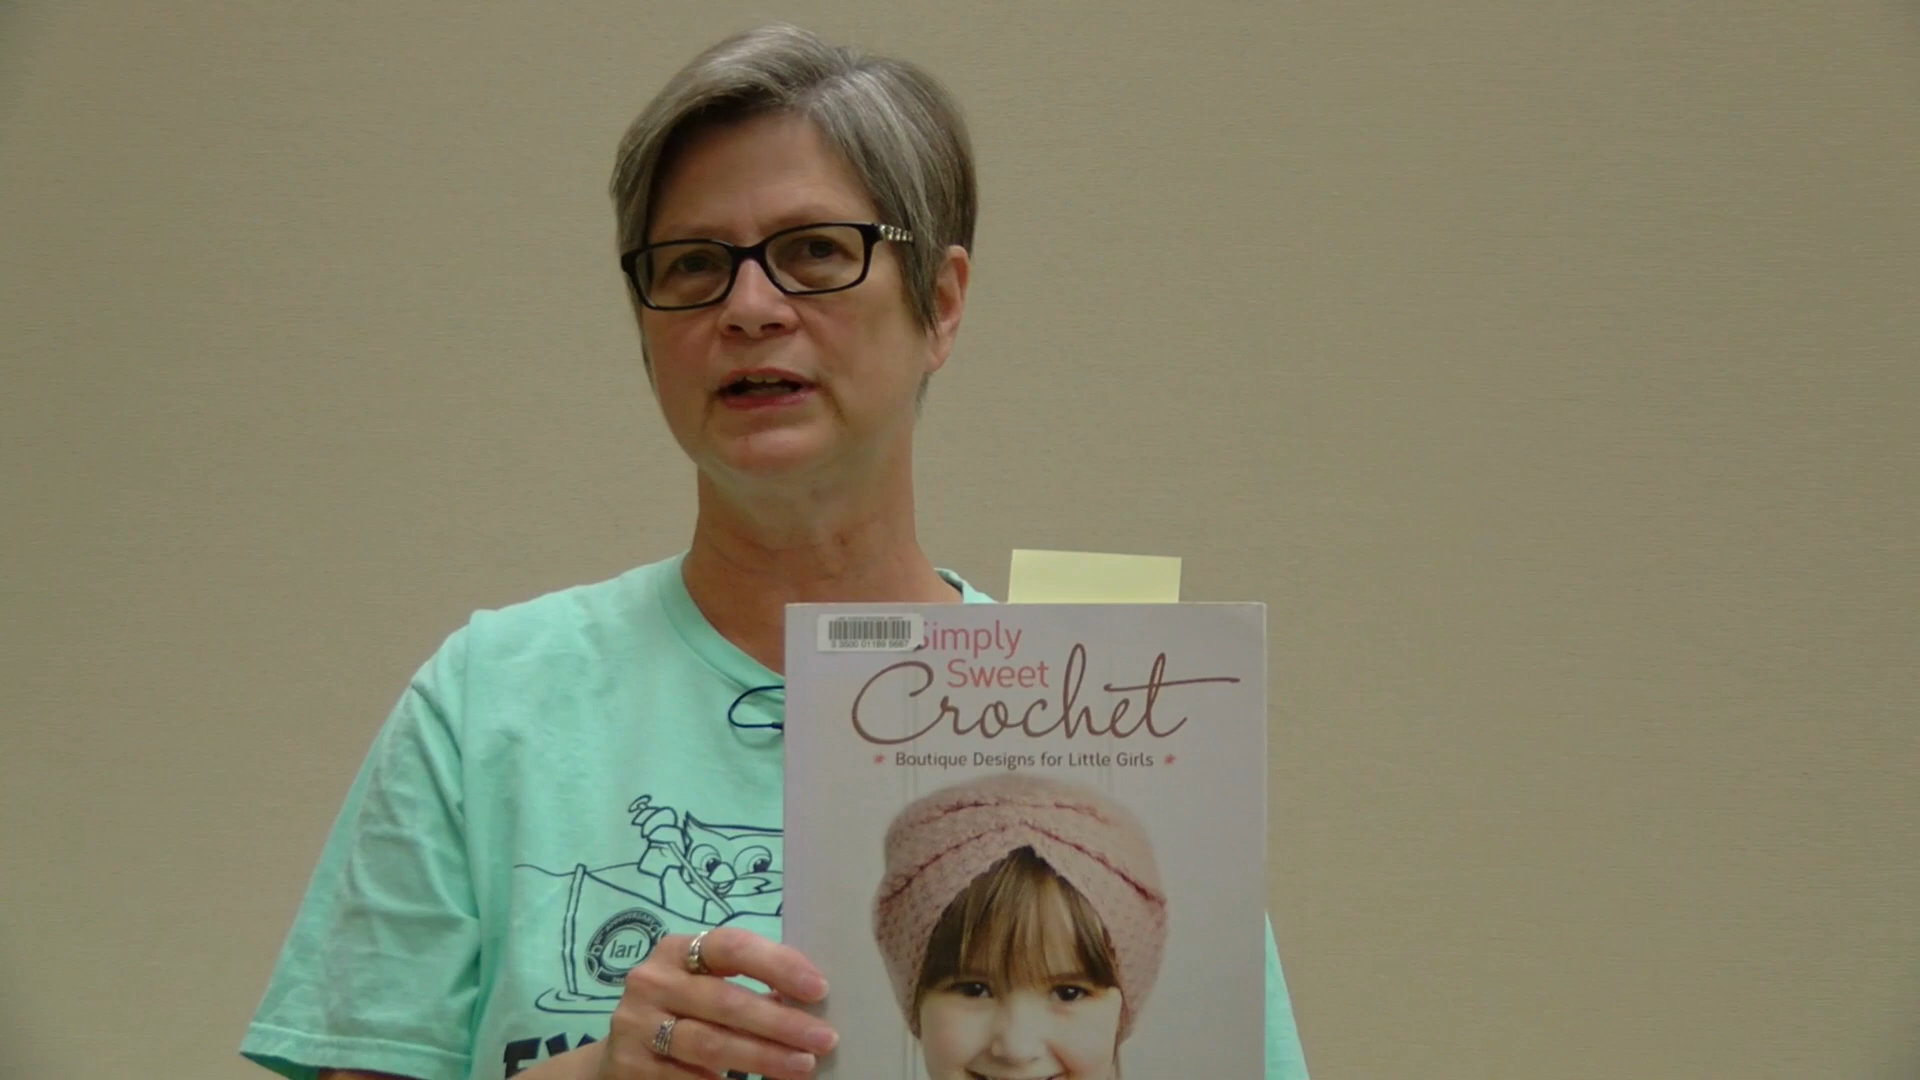 Simply
Sweet
Crochet
* Boutique Designs for Little Girls *
larl